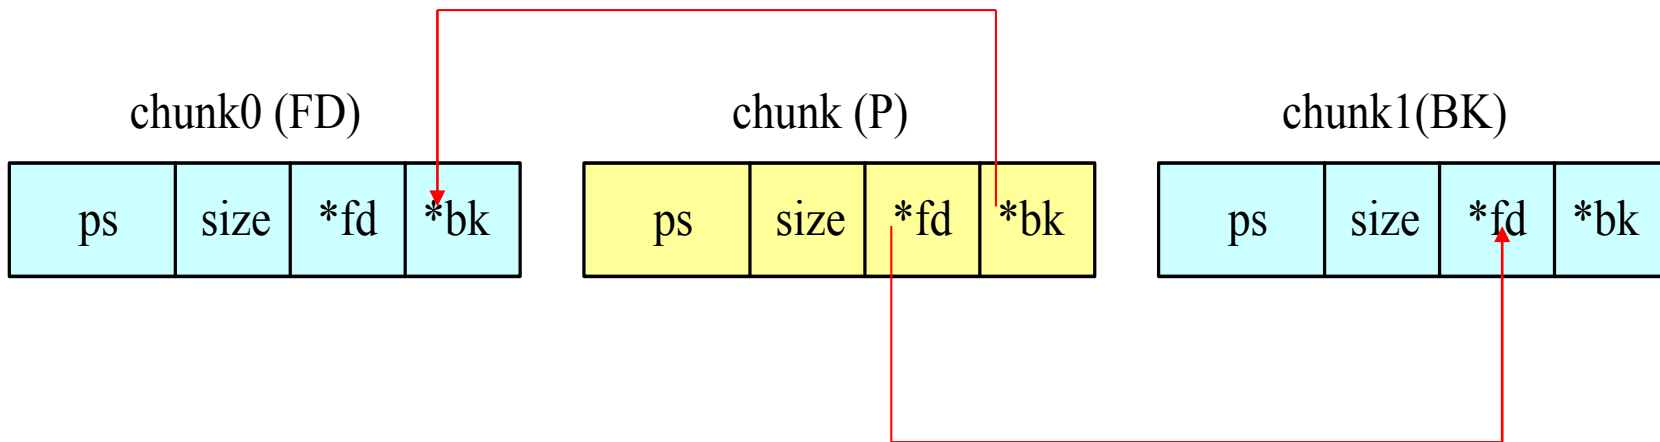 chunk0 (FD) chunk (P) chunk1(BK)
ps size *fd *bk ps size *fd *bk ps size *fd *bk